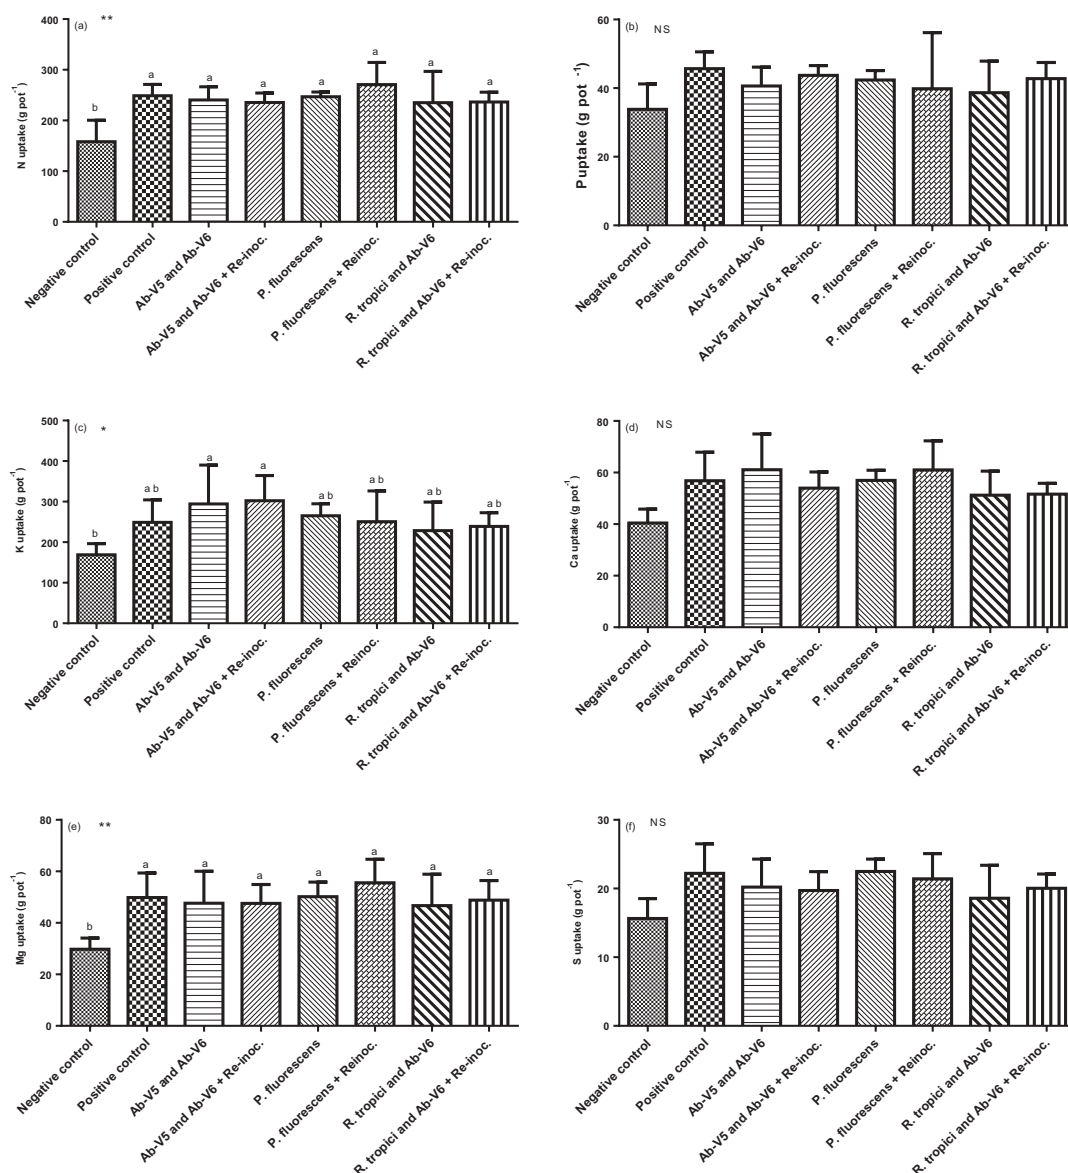 (a) **
N uptake (g pot⁻¹)
400
300
200
100
0
b a a a a a a a
Negative control
Positive control
Ab-V5 and Ab-V6
Ab-V5 and Ab-V6 + Re-inoc.
P. fluorescens
P. fluorescens + Reinoc.
R. tropici and Ab-V6
R. tropici and Ab-V6 + Re-inoc.
(b) NS
P uptake (g pot ⁻¹)
60
40
20
0
Negative control
Positive control
Ab-V5 and Ab-V6
Ab-V5 and Ab-V6 + Re-inoc.
P. fluorescens
P. fluorescens + Reinoc.
R. tropici and Ab-V6
R. tropici and Ab-V6 + Re-inoc.
(c) *
K uptake (g pot⁻¹)
500
400
300
200
100
0
b a b a a a b a b a b a b
Negative control
Positive control
Ab-V5 and Ab-V6
Ab-V5 and Ab-V6 + Re-inoc.
P. fluorescens
P. fluorescens + Reinoc.
R. tropici and Ab-V6
R. tropici and Ab-V6 + Re-inoc.
(d) NS
Ca uptake (g pot⁻¹)
80
60
40
20
0
Negative control
Positive control
Ab-V5 and Ab-V6
Ab-V5 and Ab-V6 + Re-inoc.
P. fluorescens
P. fluorescens + Reinoc.
R. tropici and Ab-V6
R. tropici and Ab-V6 + Re-inoc.
(e) **
Mg uptake (g pot⁻¹)
80
60
40
20
0
b a a a a a a a
Negative control
Positive control
Ab-V5 and Ab-V6
Ab-V5 and Ab-V6 + Re-inoc.
P. fluorescens
P. fluorescens + Reinoc.
R. tropici and Ab-V6
R. tropici and Ab-V6 + Re-inoc.
(f) NS
S uptake (g pot⁻¹)
30
20
10
0
Negative control
Positive control
Ab-V5 and Ab-V6
Ab-V5 and Ab-V6 + Re-inoc.
P. fluorescens
P. fluorescens + Reinoc.
R. tropici and Ab-V6
R. tropici and Ab-V6 + Re-inoc.